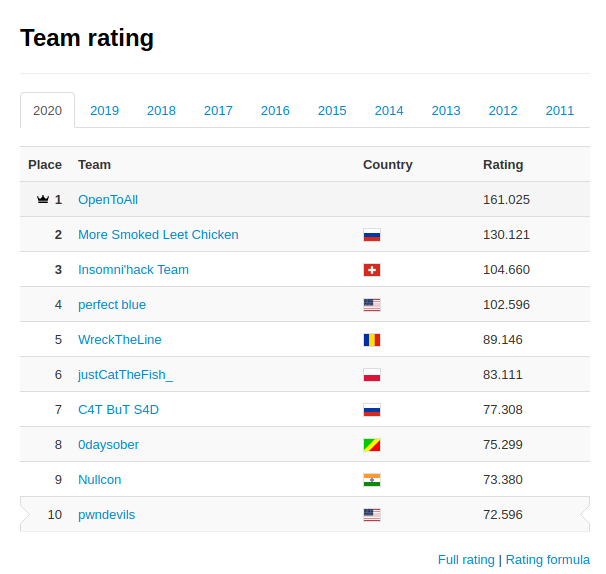 Team rating
2020 2019 2018 2017 2016 2015 2014 2013 2012 2011
Place Team Country Rating
1 OpenToAll 161.025
2 More Smoked Leet Chicken 130.121
3 Insomni'hack Team 104.660
4 perfect blue 102.596
5 WreckTheLine 89.146
6 justCatTheFish_ 83.111
7 C4T BuT S4D 77.308
8 0daysober 75.299
9 Nullcon 73.380
10 pwndevils 72.596
Full rating | Rating formula